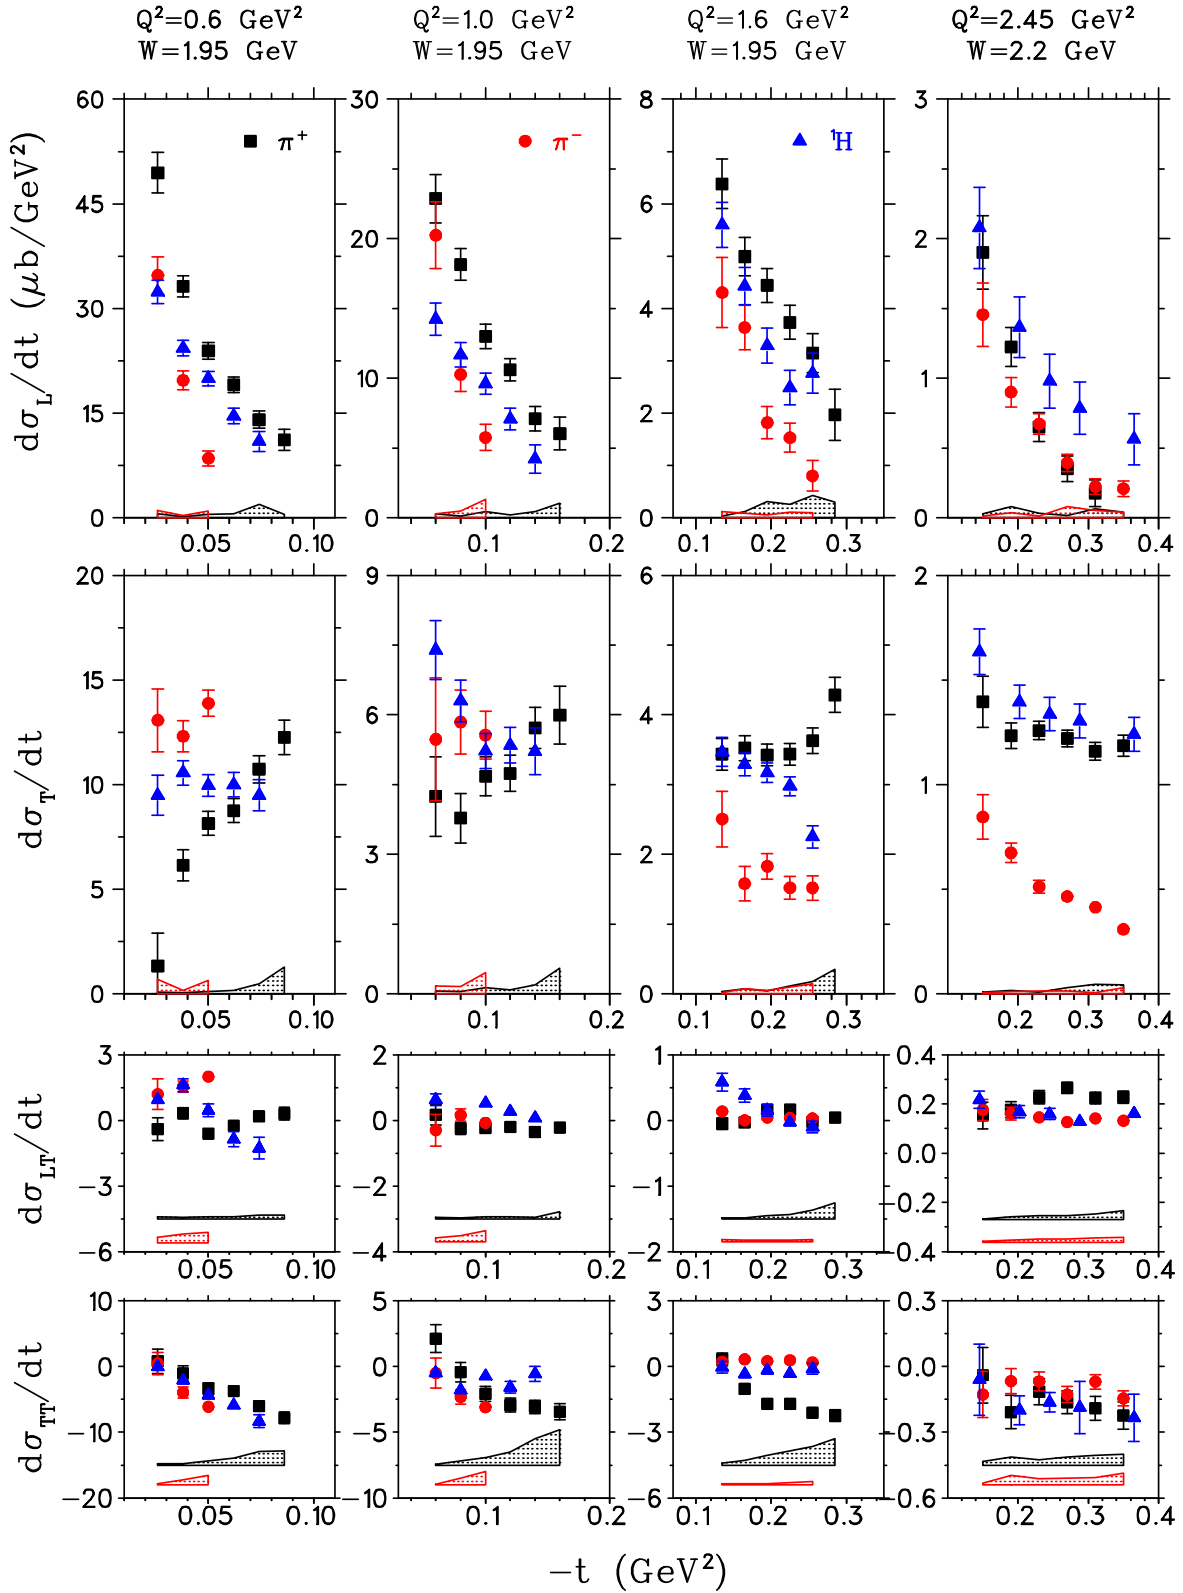 Q²=0.6 GeV² Q²=1.0 GeV² Q²=1.6 GeV² Q²=2.45 GeV²
W=1.95 GeV W=1.95 GeV W=1.95 GeV W=2.2 GeV
dσ_L/dt (μb/GeV²)
60 45 30 15 0
π⁺
30 20 10 0
π⁻
8 6 4 2 0
¹H
3 2 1 0
0.05 0.10 0.1 0.2 0.1 0.2 0.3 0.2 0.3 0.4
dσ_T/dt
20 15 10 5 0
9 6 3 0
6 4 2 0
2 1 0
0.05 0.10 0.1 0.2 0.1 0.2 0.3 0.2 0.3 0.4
dσ_LT/dt
3 0 −3 −6
2 0 −2 −4
1 0 −1 −2
0.4 0.2 0.0 −0.2 −0.4
0.05 0.10 0.1 0.2 0.1 0.2 0.3 0.2 0.3 0.4
dσ_TT/dt
10 0 −10 −20
5 0 −5 −10
3 0 −3 −6
0.3 0.0 −0.3 −0.6
0.05 0.10 0.1 0.2 0.1 0.2 0.3 0.2 0.3 0.4
−t (GeV²)